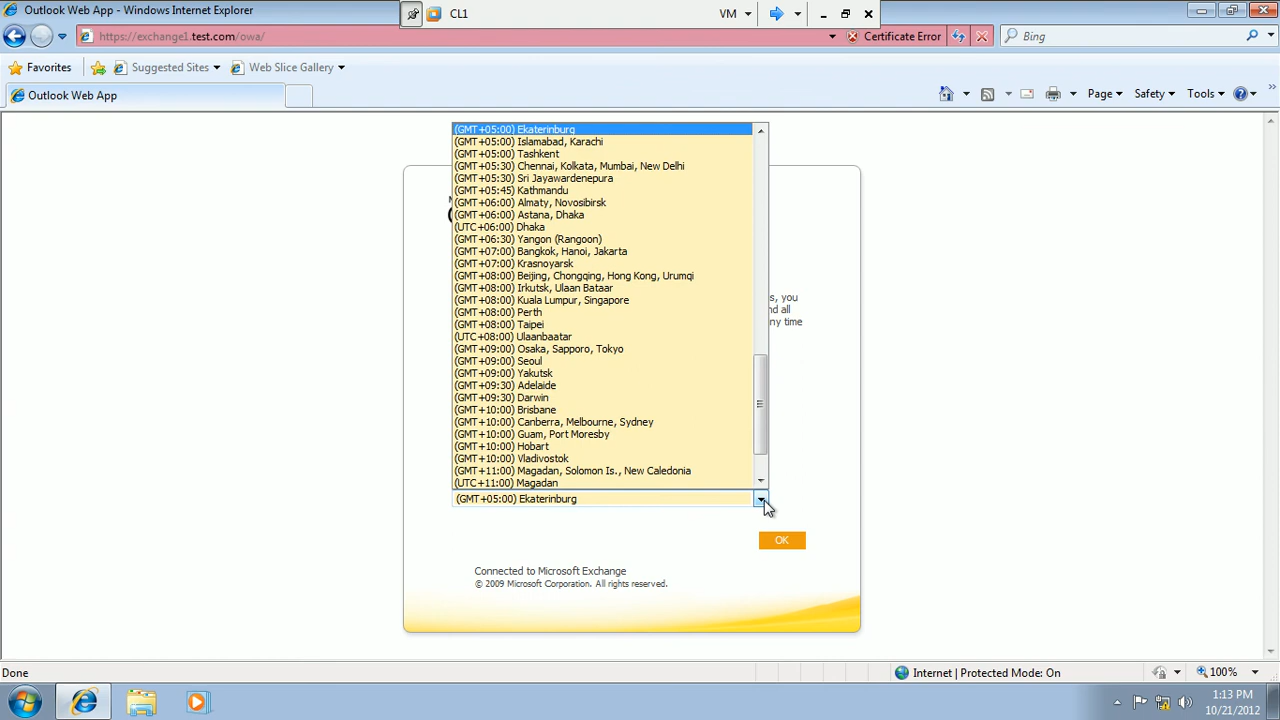 Outlook Web App - Windows Internet Explorer
CL1
VM
https://exchange1.test.com/owa/
Certificate Error
Bing
Favorites
Suggested Sites
Web Slice Gallery
Outlook Web App
Page
Safety
Tools
(GMT+05:00) Ekaterinburg
(GMT+05:00) Islamabad, Karachi
(GMT+05:00) Tashkent
(GMT+05:30) Chennai, Kolkata, Mumbai, New Delhi
(GMT+05:30) Sri Jayawardenepura
(GMT+05:45) Kathmandu
(GMT+06:00) Almaty, Novosibirsk
(GMT+06:00) Astana, Dhaka
(UTC+06:00) Dhaka
(GMT+06:30) Yangon (Rangoon)
(GMT+07:00) Bangkok, Hanoi, Jakarta
(GMT+07:00) Krasnoyarsk
(GMT+08:00) Beijing, Chongqing, Hong Kong, Urumqi
(GMT+08:00) Irkutsk, Ulaan Bataar
s, you
(GMT+08:00) Kuala Lumpur, Singapore
nd all
(GMT+08:00) Perth
ny time
(GMT+08:00) Taipei
(UTC+08:00) Ulaanbaatar
(GMT+09:00) Osaka, Sapporo, Tokyo
(GMT+09:00) Seoul
(GMT+09:00) Yakutsk
(GMT+09:30) Adelaide
(GMT+09:30) Darwin
(GMT+10:00) Brisbane
(GMT+10:00) Canberra, Melbourne, Sydney
(GMT+10:00) Guam, Port Moresby
(GMT+10:00) Hobart
(GMT+10:00) Vladivostok
(GMT+11:00) Magadan, Solomon Is., New Caledonia
(UTC+11:00) Magadan
(GMT+05:00) Ekaterinburg
OK
Connected to Microsoft Exchange
© 2009 Microsoft Corporation. All rights reserved.
Done
Internet | Protected Mode: On
100%
1:13 PM
10/21/2012